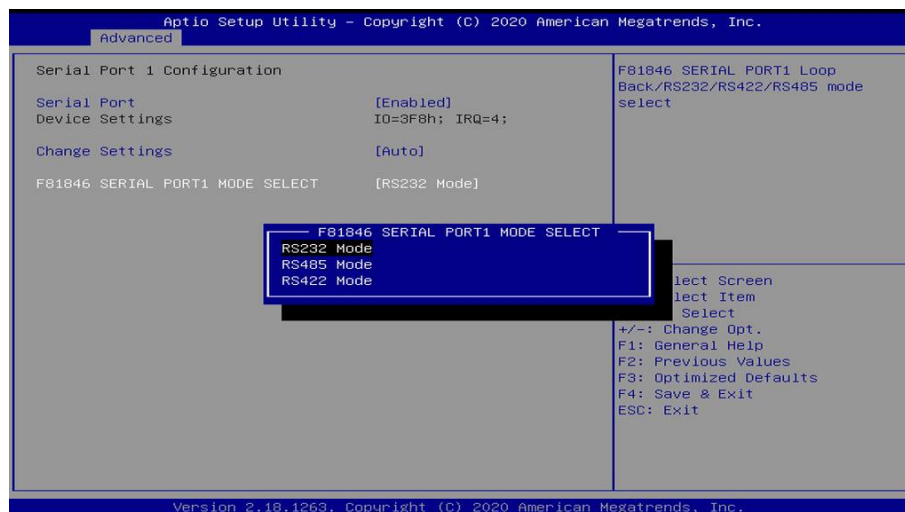 Aptio Setup Utility – Copyright (C) 2020 American Megatrends, Inc.
Advanced
Serial Port 1 Configuration
Serial Port [Enabled]
Device Settings IO=3F8h; IRQ=4;
Change Settings [Auto]
F81846 SERIAL PORT1 MODE SELECT [RS232 Mode]
F81846 SERIAL PORT1 Loop
Back/RS232/RS422/RS485 mode
select
F81846 SERIAL PORT1 MODE SELECT
RS232 Mode
RS485 Mode
RS422 Mode
lect Screen
lect Item
Select
+/-: Change Opt.
F1: General Help
F2: Previous Values
F3: Optimized Defaults
F4: Save & Exit
ESC: Exit
Version 2.18.1263. Copyright (C) 2020 American Megatrends, Inc.